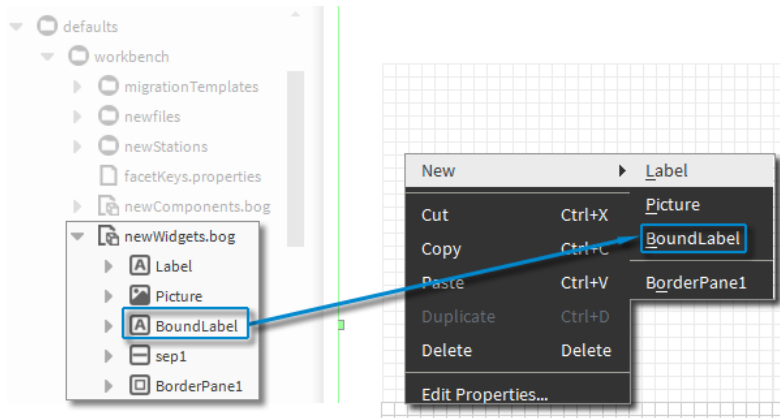 defaults
workbench
migrationTemplates
newfiles
newStations
facetKeys.properties
newComponents.bog
newWidgets.bog
Label
Picture
BoundLabel
sep1
BorderPane1
New
Cut Ctrl+X
Copy Ctrl+C
Paste Ctrl+V
Duplicate Ctrl+D
Delete Delete
Edit Properties...
Label
Picture
BoundLabel
BorderPane1